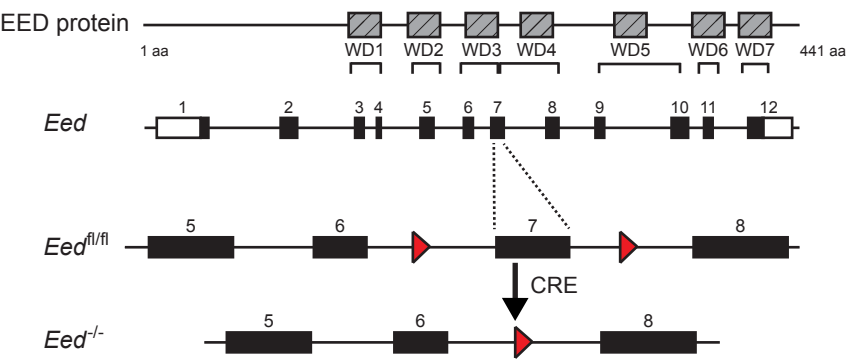 EED protein
1 aa WD1 WD2 WD3 WD4 WD5 WD6 WD7 441 aa
1 2 3 4 5 6 7 8 9 10 11 12
Eed
5 6 7 8
Eed fl/fl
CRE
5 6 8
Eed -/-